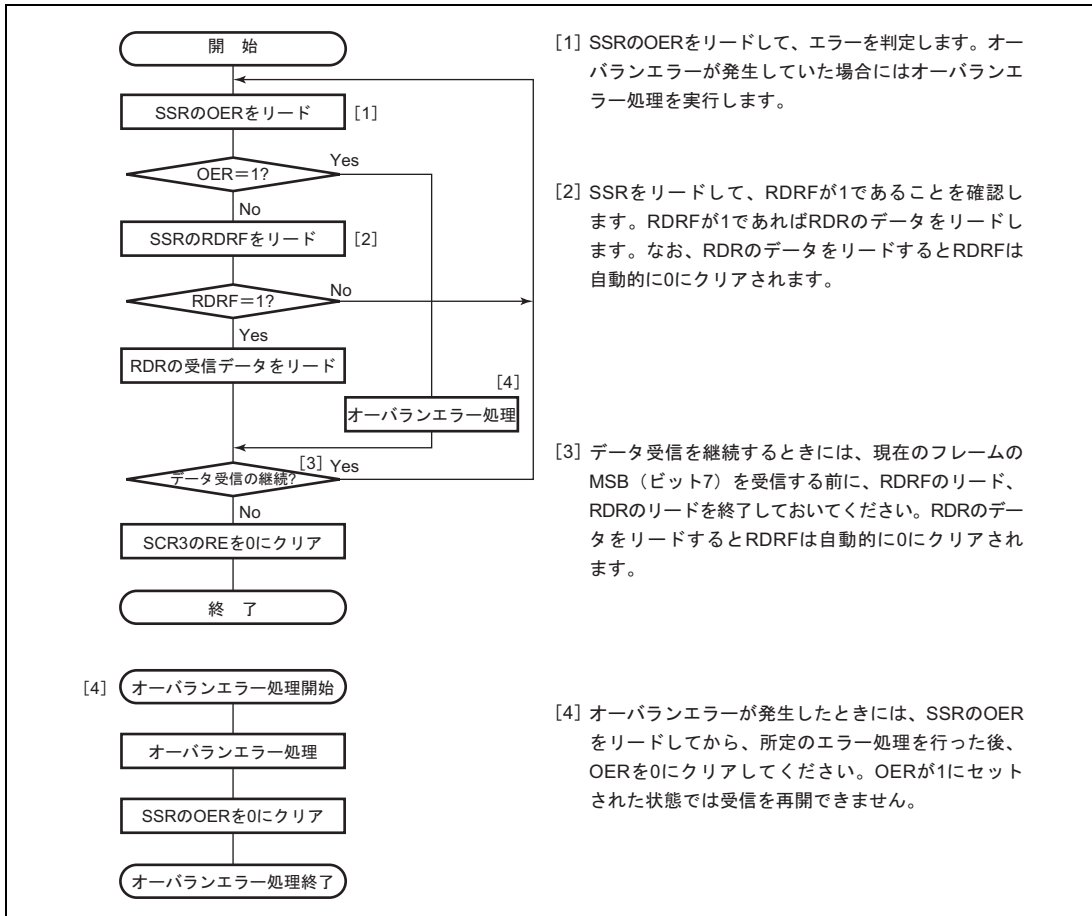 開 始
SSRのOERをリード [1]
OER＝1?
Yes
No
SSRのRDRFをリード [2]
RDRF＝1?
No
Yes
RDRの受信データをリード
[4]
オーバランエラー処理
[3]
データ受信の継続?
Yes
No
SCR3のREを0にクリア
終 了
[4] オーバランエラー処理開始
オーバランエラー処理
SSRのOERを0にクリア
オーバランエラー処理終了
[1] SSRのOERをリードして、エラーを判定します。オー
バランエラーが発生していた場合にはオーバランエ
ラー処理を実行します。
[2] SSRをリードして、RDRFが1であることを確認し
ます。RDRFが1であればRDRのデータをリードし
ます。なお、RDRのデータをリードするとRDRFは
自動的に0にクリアされます。
[3] データ受信を継続するときには、現在のフレームの
MSB（ビット7）を受信する前に、RDRFのリード、
RDRのリードを終了しておいてください。RDRのデー
タをリードするとRDRFは自動的に0にクリアされ
ます。
[4] オーバランエラーが発生したときには、SSRのOER
をリードしてから、所定のエラー処理を行った後、
OERを0にクリアしてください。OERが1にセット
された状態では受信を再開できません。